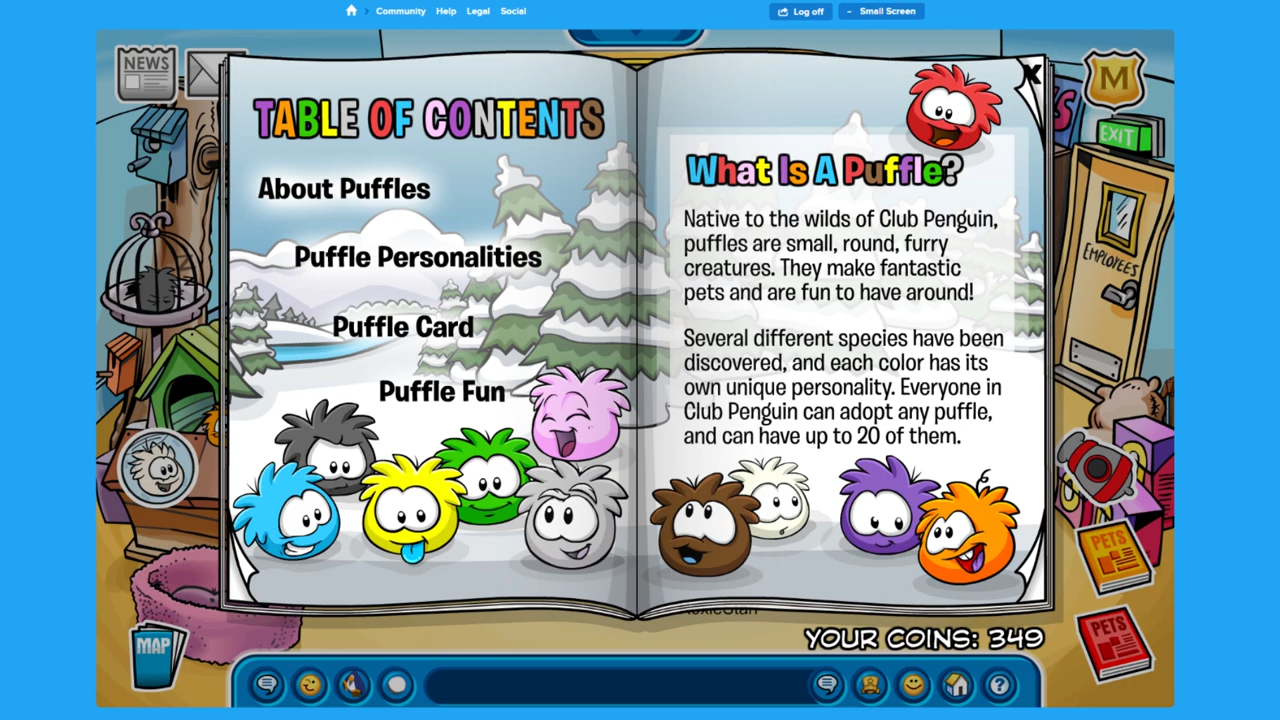 Community Help Legal Social
Log off
Small Screen
NEWS
M
EXIT
EMPLOYEES
TABLE OF CONTENTS
About Puffles
Puffle Personalities
Puffle Card
Puffle Fun
What Is A Puffle?
Native to the wilds of Club Penguin,
puffles are small, round, furry
creatures. They make fantastic
pets and are fun to have around!
Several different species have been
discovered, and each color has its
own unique personality. Everyone in
Club Penguin can adopt any puffle,
and can have up to 20 of them.
PETS
PETS
MAP
YOUR COINS: 349